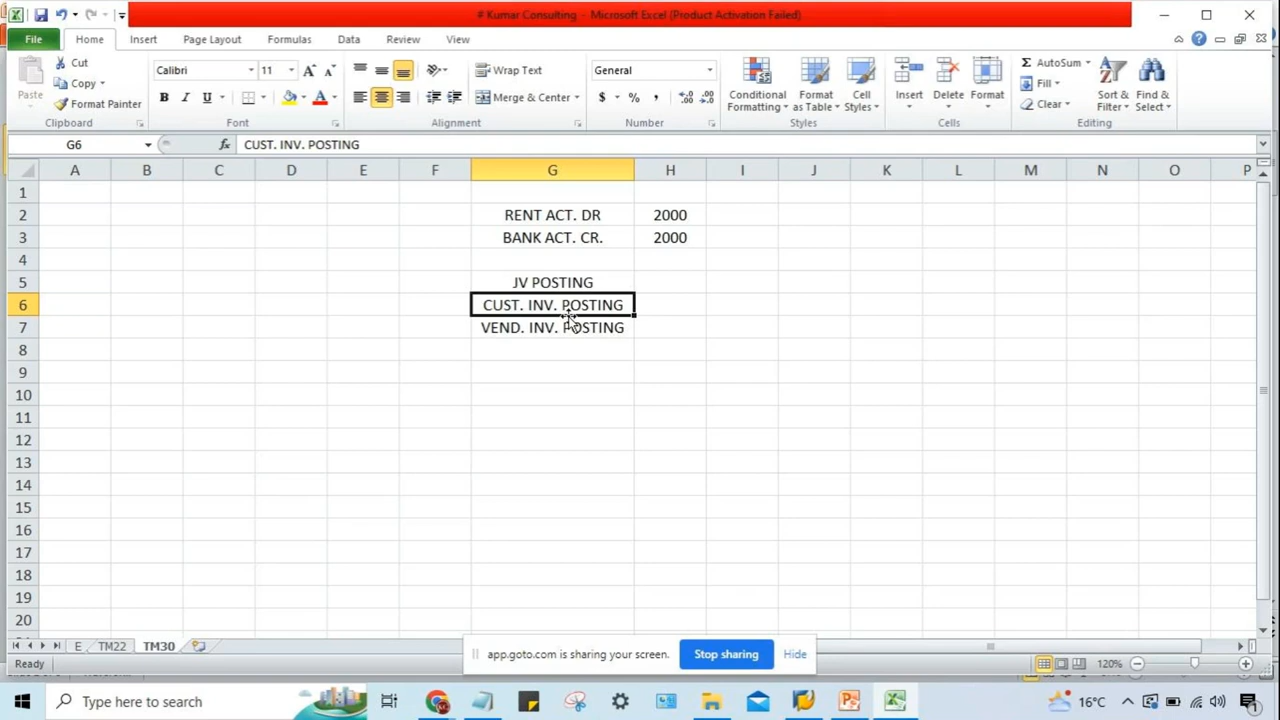 # Kumar Consulting - Microsoft Excel (Product Activation Failed)
File Home Insert Page Layout Formulas Data Review View
Paste
Cut
Copy
Format Painter
Clipboard
Calibri 11
B I U
Font
Wrap Text
Merge & Center
Alignment
General
$ % ,
Number
Conditional Formatting
Format as Table
Cell Styles
Styles
Insert Delete Format
Cells
AutoSum
Fill
Clear
Sort & Filter
Find & Select
Editing
G6 fx CUST. INV. POSTING
A B C D E F G H I J K L M N O P
1
2 RENT ACT. DR 2000
3 BANK ACT. CR. 2000
4
5 JV POSTING
6 CUST. INV. POSTING
7 VEND. INV. POSTING
8
9
10
11
12
13
14
15
16
17
18
19
20
E TM22 TM30
app.goto.com is sharing your screen. Stop sharing Hide
Ready 120%
Type here to search 16°C